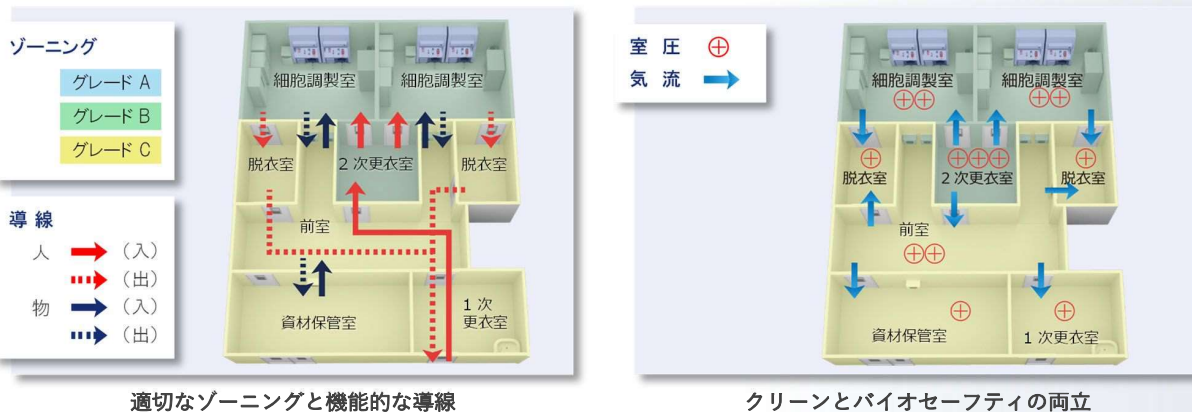 ゾーニング
グレード A
グレード B
グレード C
導 線
人 （入）
（出）
物 （入）
（出）
細胞調製室 細胞調製室
脱衣室 2 次更衣室 脱衣室
前室
資材保管室
1 次
更衣室
適切なゾーニングと機能的な導線
室 圧
気 流
細胞調製室 細胞調製室
脱衣室 2 次更衣室 脱衣室
前室
資材保管室 1 次更衣室
クリーンとバイオセーフティの両立